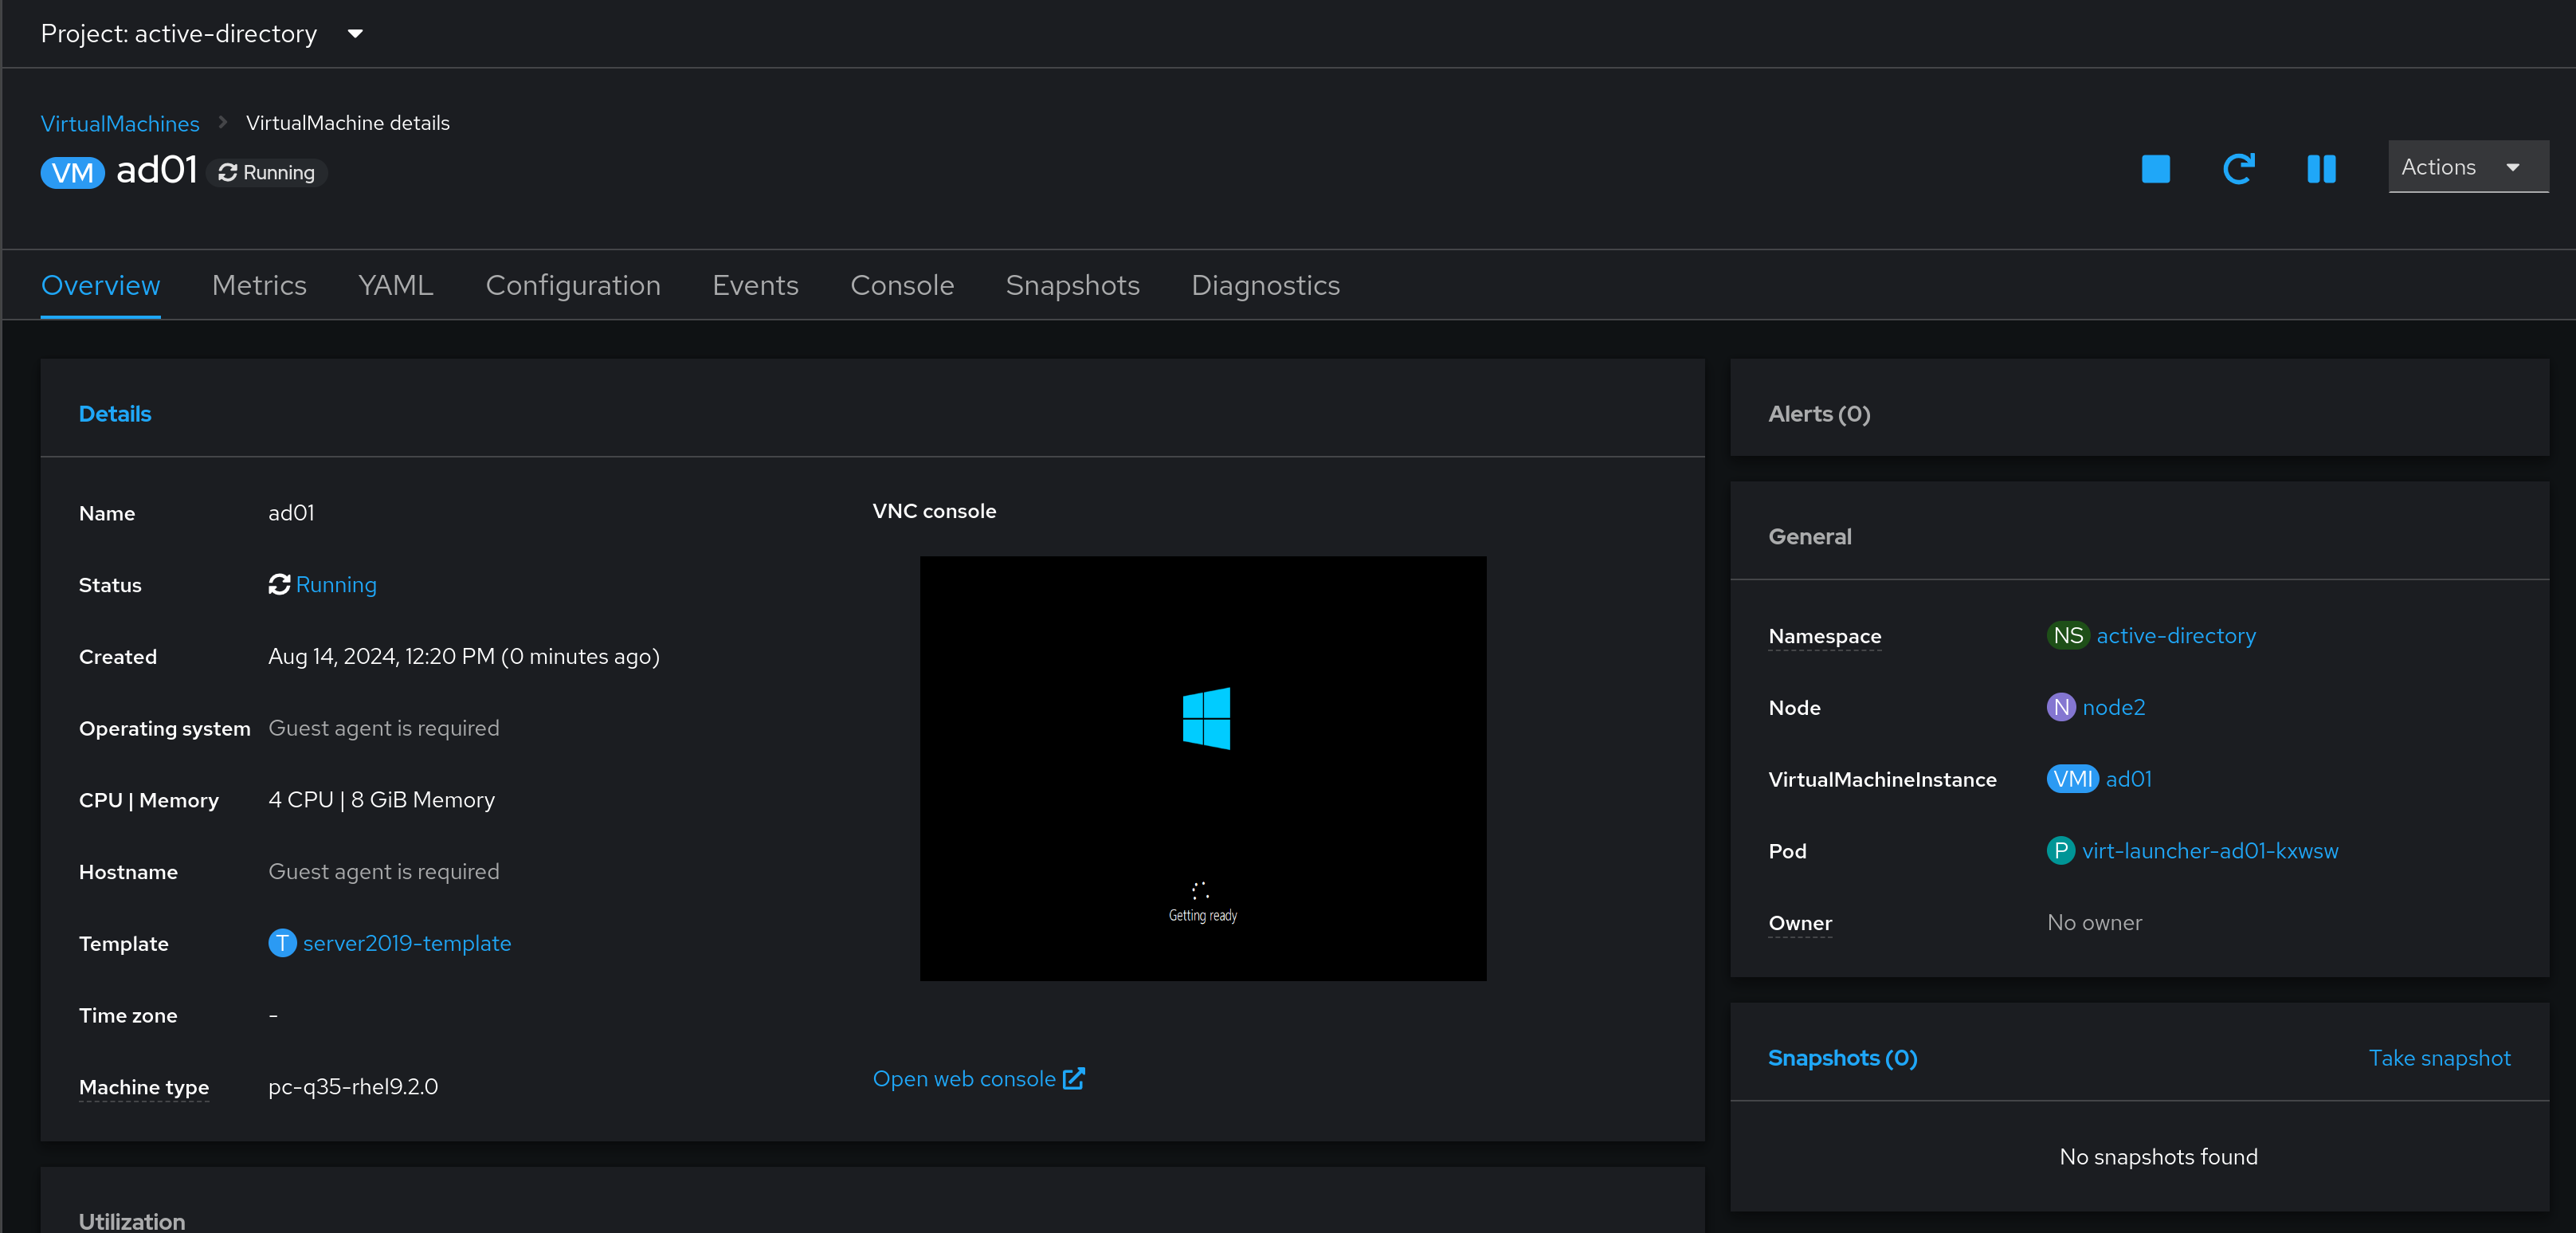 Project: active-directory
VirtualMachines > VirtualMachine details
VM ad01 Running
Actions
Overview Metrics YAML Configuration Events Console Snapshots Diagnostics
Details
Name ad01
Status Running
Created Aug 14, 2024, 12:20 PM (0 minutes ago)
Operating system Guest agent is required
CPU | Memory 4 CPU | 8 GiB Memory
Hostname Guest agent is required
Template T server2019-template
Time zone -
Machine type pc-q35-rhel9.2.0
VNC console
Getting ready
Open web console
Utilization
Alerts (0)
General
Namespace NS active-directory
Node N node2
VirtualMachineInstance VMI ad01
Pod P virt-launcher-ad01-kxwsw
Owner No owner
Snapshots (0) Take snapshot
No snapshots found